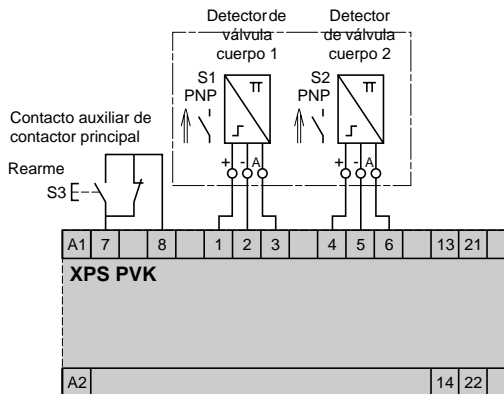 Detector de
válvula
cuerpo 1
Detector
de válvula
cuerpo 2
S1
PNP
S2
PNP
Contacto auxiliar de
contactor principal
Rearme
S3
+ - A
+ - A
A1 7 8 1 2 3 4 5 6 13 21
XPS PVK
A2 14 22